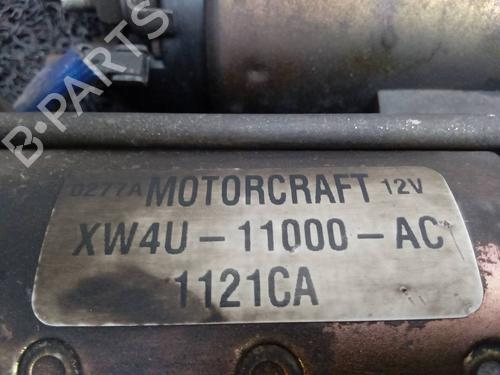 B-PARTS
0277A MOTORCRAFT 12V
XW4U-11000-AC
1121CA